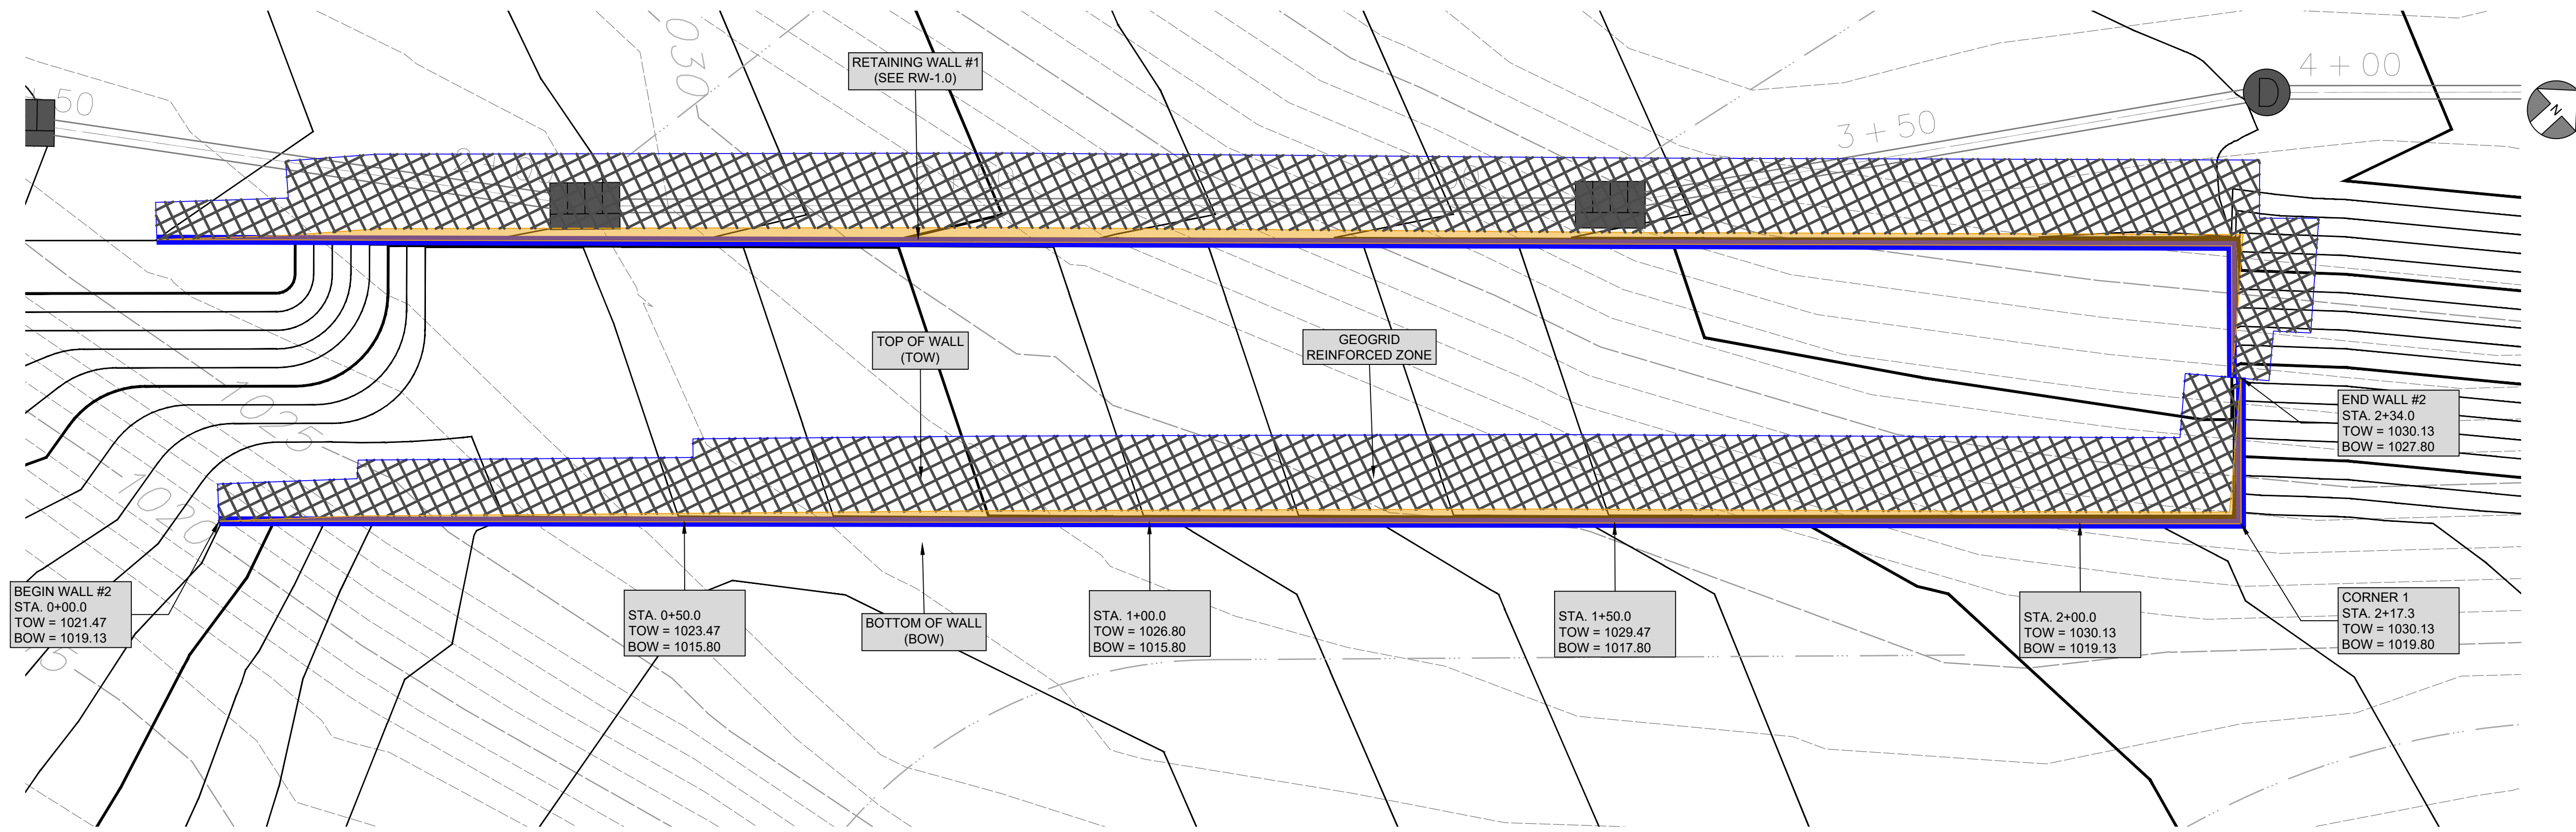 + 50
030
RETAINING WALL #1
(SEE RW-1.0)
3 + 50
D
4 + 00
N
TOP OF WALL
(TOW)
GEOGRID
REINFORCED ZONE
1025
1020
END WALL #2
STA. 2+34.0
TOW = 1030.13
BOW = 1027.80
BEGIN WALL #2
STA. 0+00.0
TOW = 1021.47
BOW = 1019.13
STA. 0+50.0
TOW = 1023.47
BOW = 1015.80
BOTTOM OF WALL
(BOW)
STA. 1+00.0
TOW = 1026.80
BOW = 1015.80
STA. 1+50.0
TOW = 1029.47
BOW = 1017.80
STA. 2+00.0
TOW = 1030.13
BOW = 1019.13
CORNER 1
STA. 2+17.3
TOW = 1030.13
BOW = 1019.80